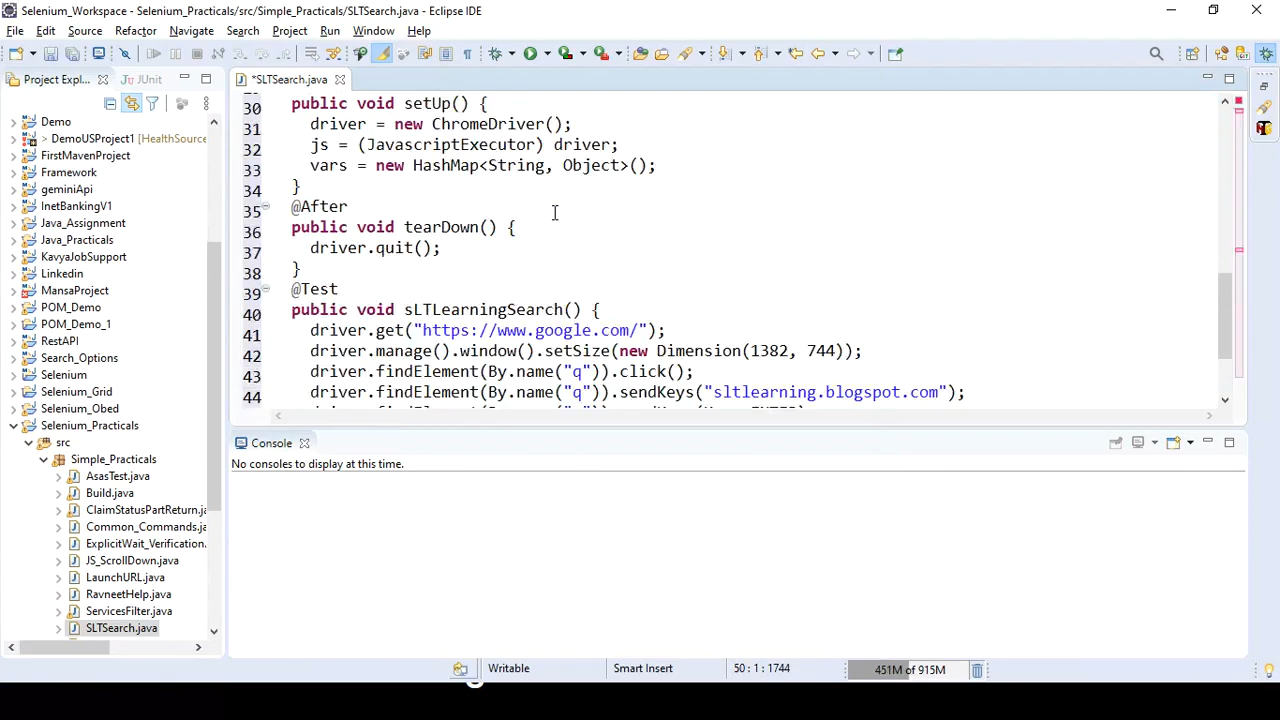 Selenium_Workspace - Selenium_Practicals/src/Simple_Practicals/SLTSearch.java - Eclipse IDE
File Edit Source Refactor Navigate Search Project Run Window Help
Project Expl... JUnit
*SLTSearch.java
Demo
> DemoUSProject1 [HealthSource
FirstMavenProject
Framework
geminiApi
InetBankingV1
Java_Assignment
Java_Practicals
KavyaJobSupport
Linkedin
MansaProject
POM_Demo
POM_Demo_1
RestAPI
Search_Options
Selenium
Selenium_Grid
Selenium_Obed
Selenium_Practicals
src
Simple_Practicals
AsasTest.java
Build.java
ClaimStatusPartReturn.ja
Common_Commands.ja
ExplicitWait_Verification.
JS_ScrollDown.java
LaunchURL.java
RavneetHelp.java
ServicesFilter.java
SLTSearch.java
30 public void setUp() {
31 driver = new ChromeDriver();
32 js = (JavascriptExecutor) driver;
33 vars = new HashMap<String, Object>();
34 }
35 @After
36 public void tearDown() {
37 driver.quit();
38 }
39 @Test
40 public void sLTLearningSearch() {
41 driver.get("https://www.google.com/");
42 driver.manage().window().setSize(new Dimension(1382, 744));
43 driver.findElement(By.name("q")).click();
44 driver.findElement(By.name("q")).sendKeys("sltlearning.blogspot.com");
Console
No consoles to display at this time.
Writable Smart Insert 50 : 1 : 1744 451M of 915M